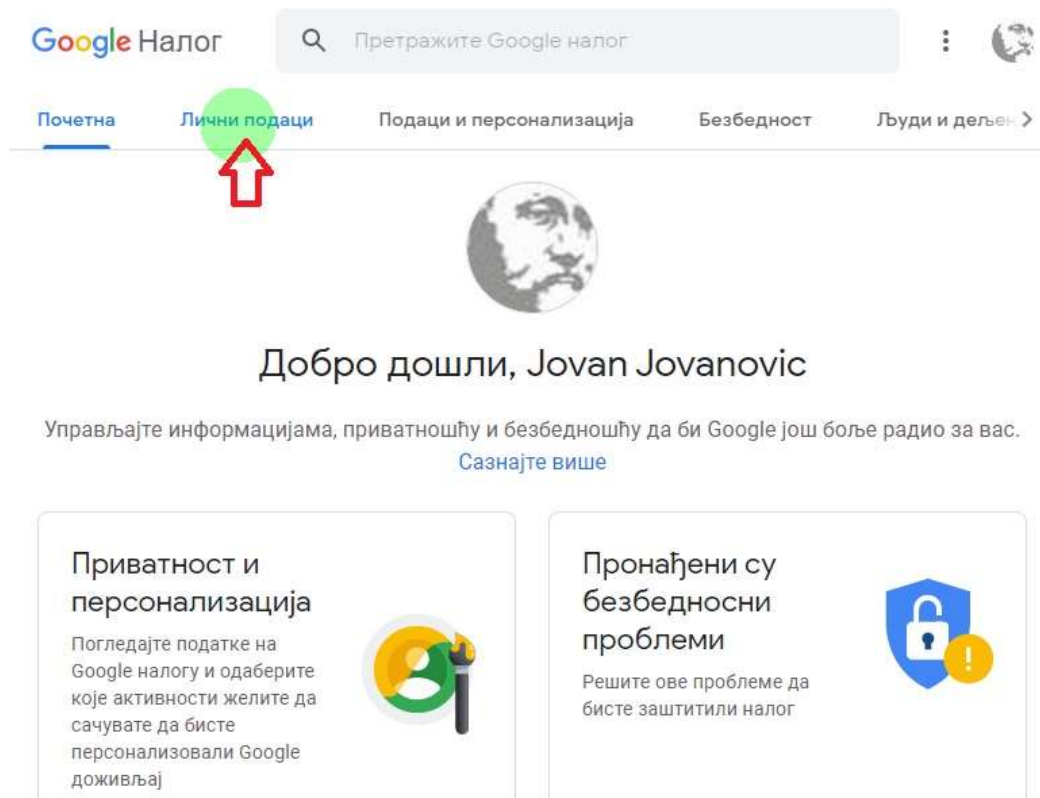 Google Налог
Претражите Google налог
Почетна Лични подаци Подаци и персонализација Безбедност Људи и дељењ
Добро дошли, Jovan Jovanovic
Управљајте информацијама, приватношћу и безбедношћу да би Google још боље радио за вас.
Сазнајте више
Приватност и
персонализација
Погледајте податке на
Google налогу и одаберите
које активности желите да
сачувате да бисте
персонализовали Google
доживљај
Пронађени су
безбедносни
проблеми
Решите ове проблеме да
бисте заштитили налог